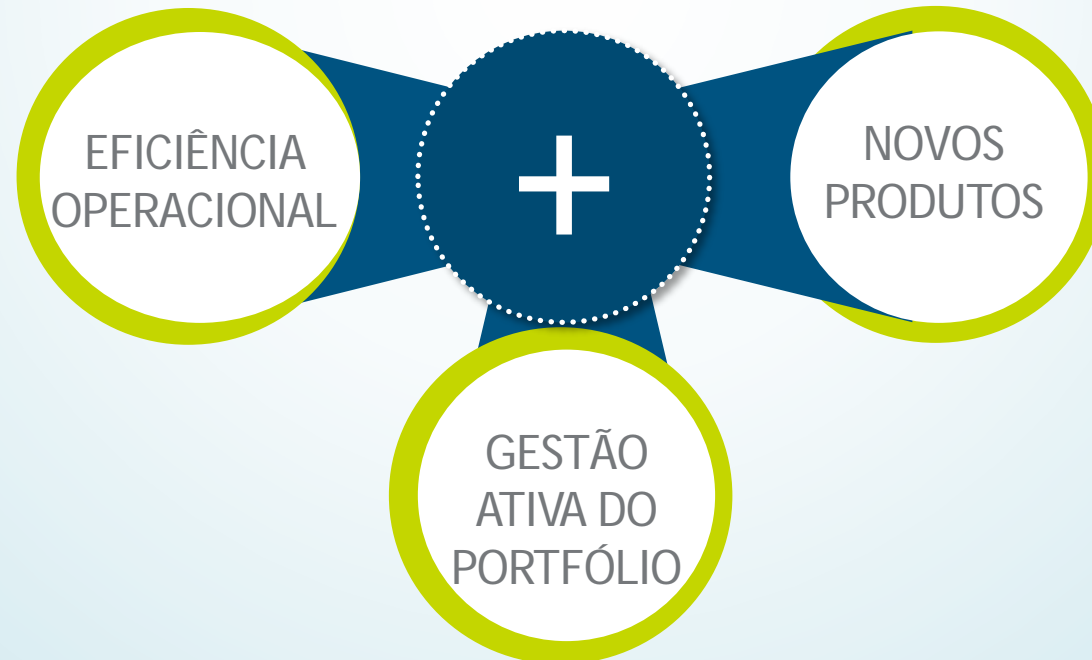 EFICIÊNCIA
OPERACIONAL
+
NOVOS
PRODUTOS
GESTÃO
ATIVA DO
PORTFÓLIO